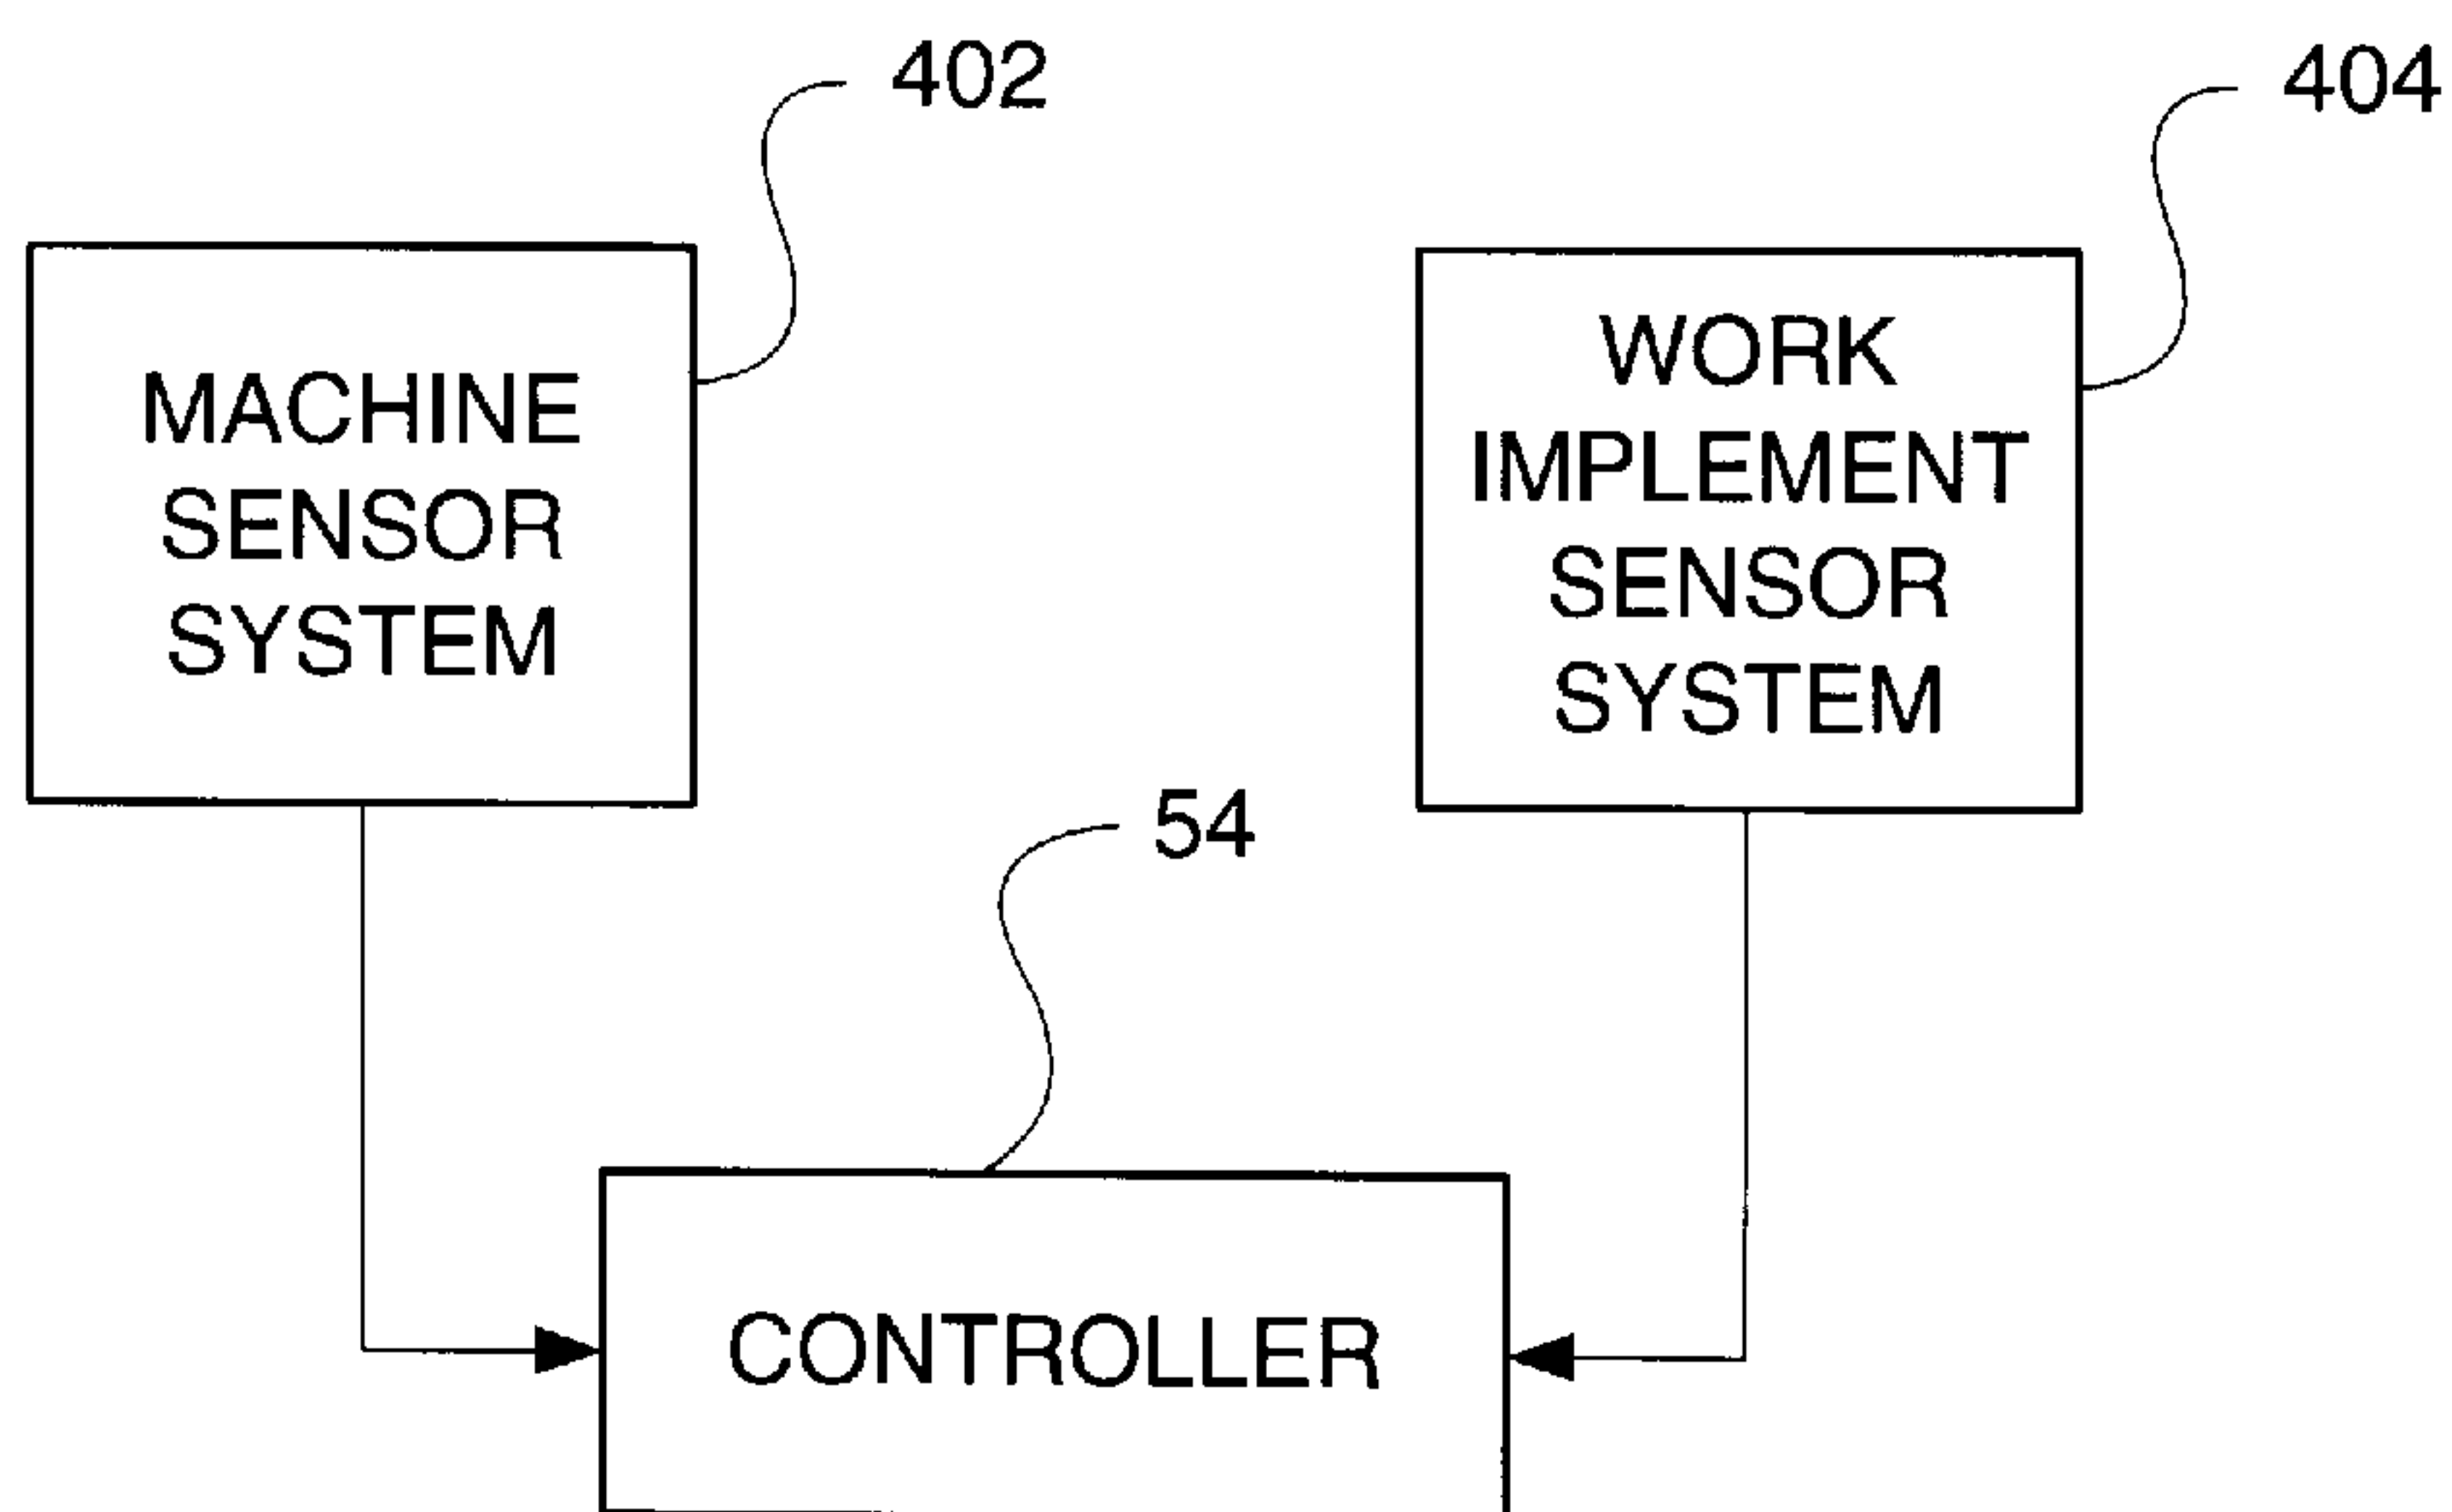 402
404
MACHINE
SENSOR
SYSTEM
WORK
IMPLEMENT
SENSOR
SYSTEM
54
CONTROLLER